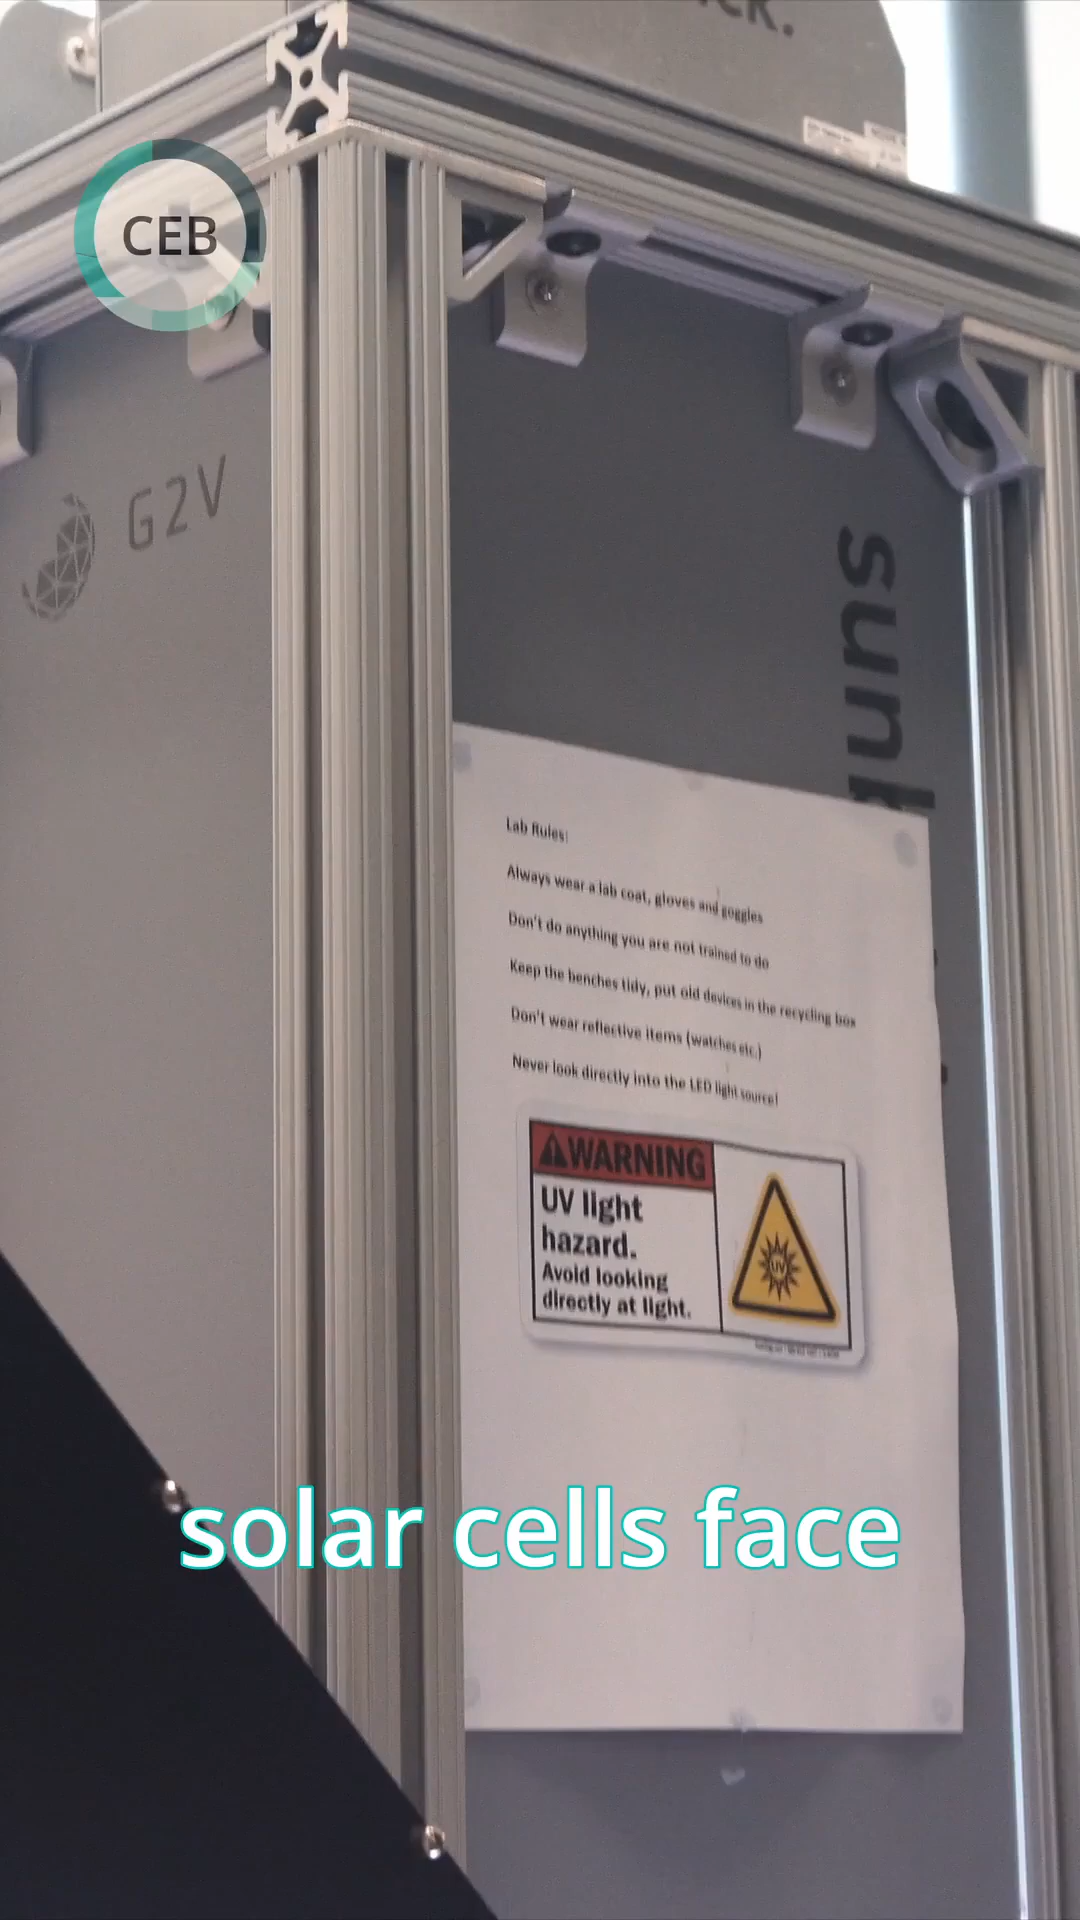 CEB
G2V
sunb
Lab Rules:
Always wear a lab coat, gloves and goggles
Don't do anything you are not trained to do
Keep the benches tidy, put old devices in the recycling box
Don't wear reflective items (watches etc.)
Never look directly into the LED light source!
WARNING
UV light
hazard.
Avoid looking
directly at light.
UV
solar cells face